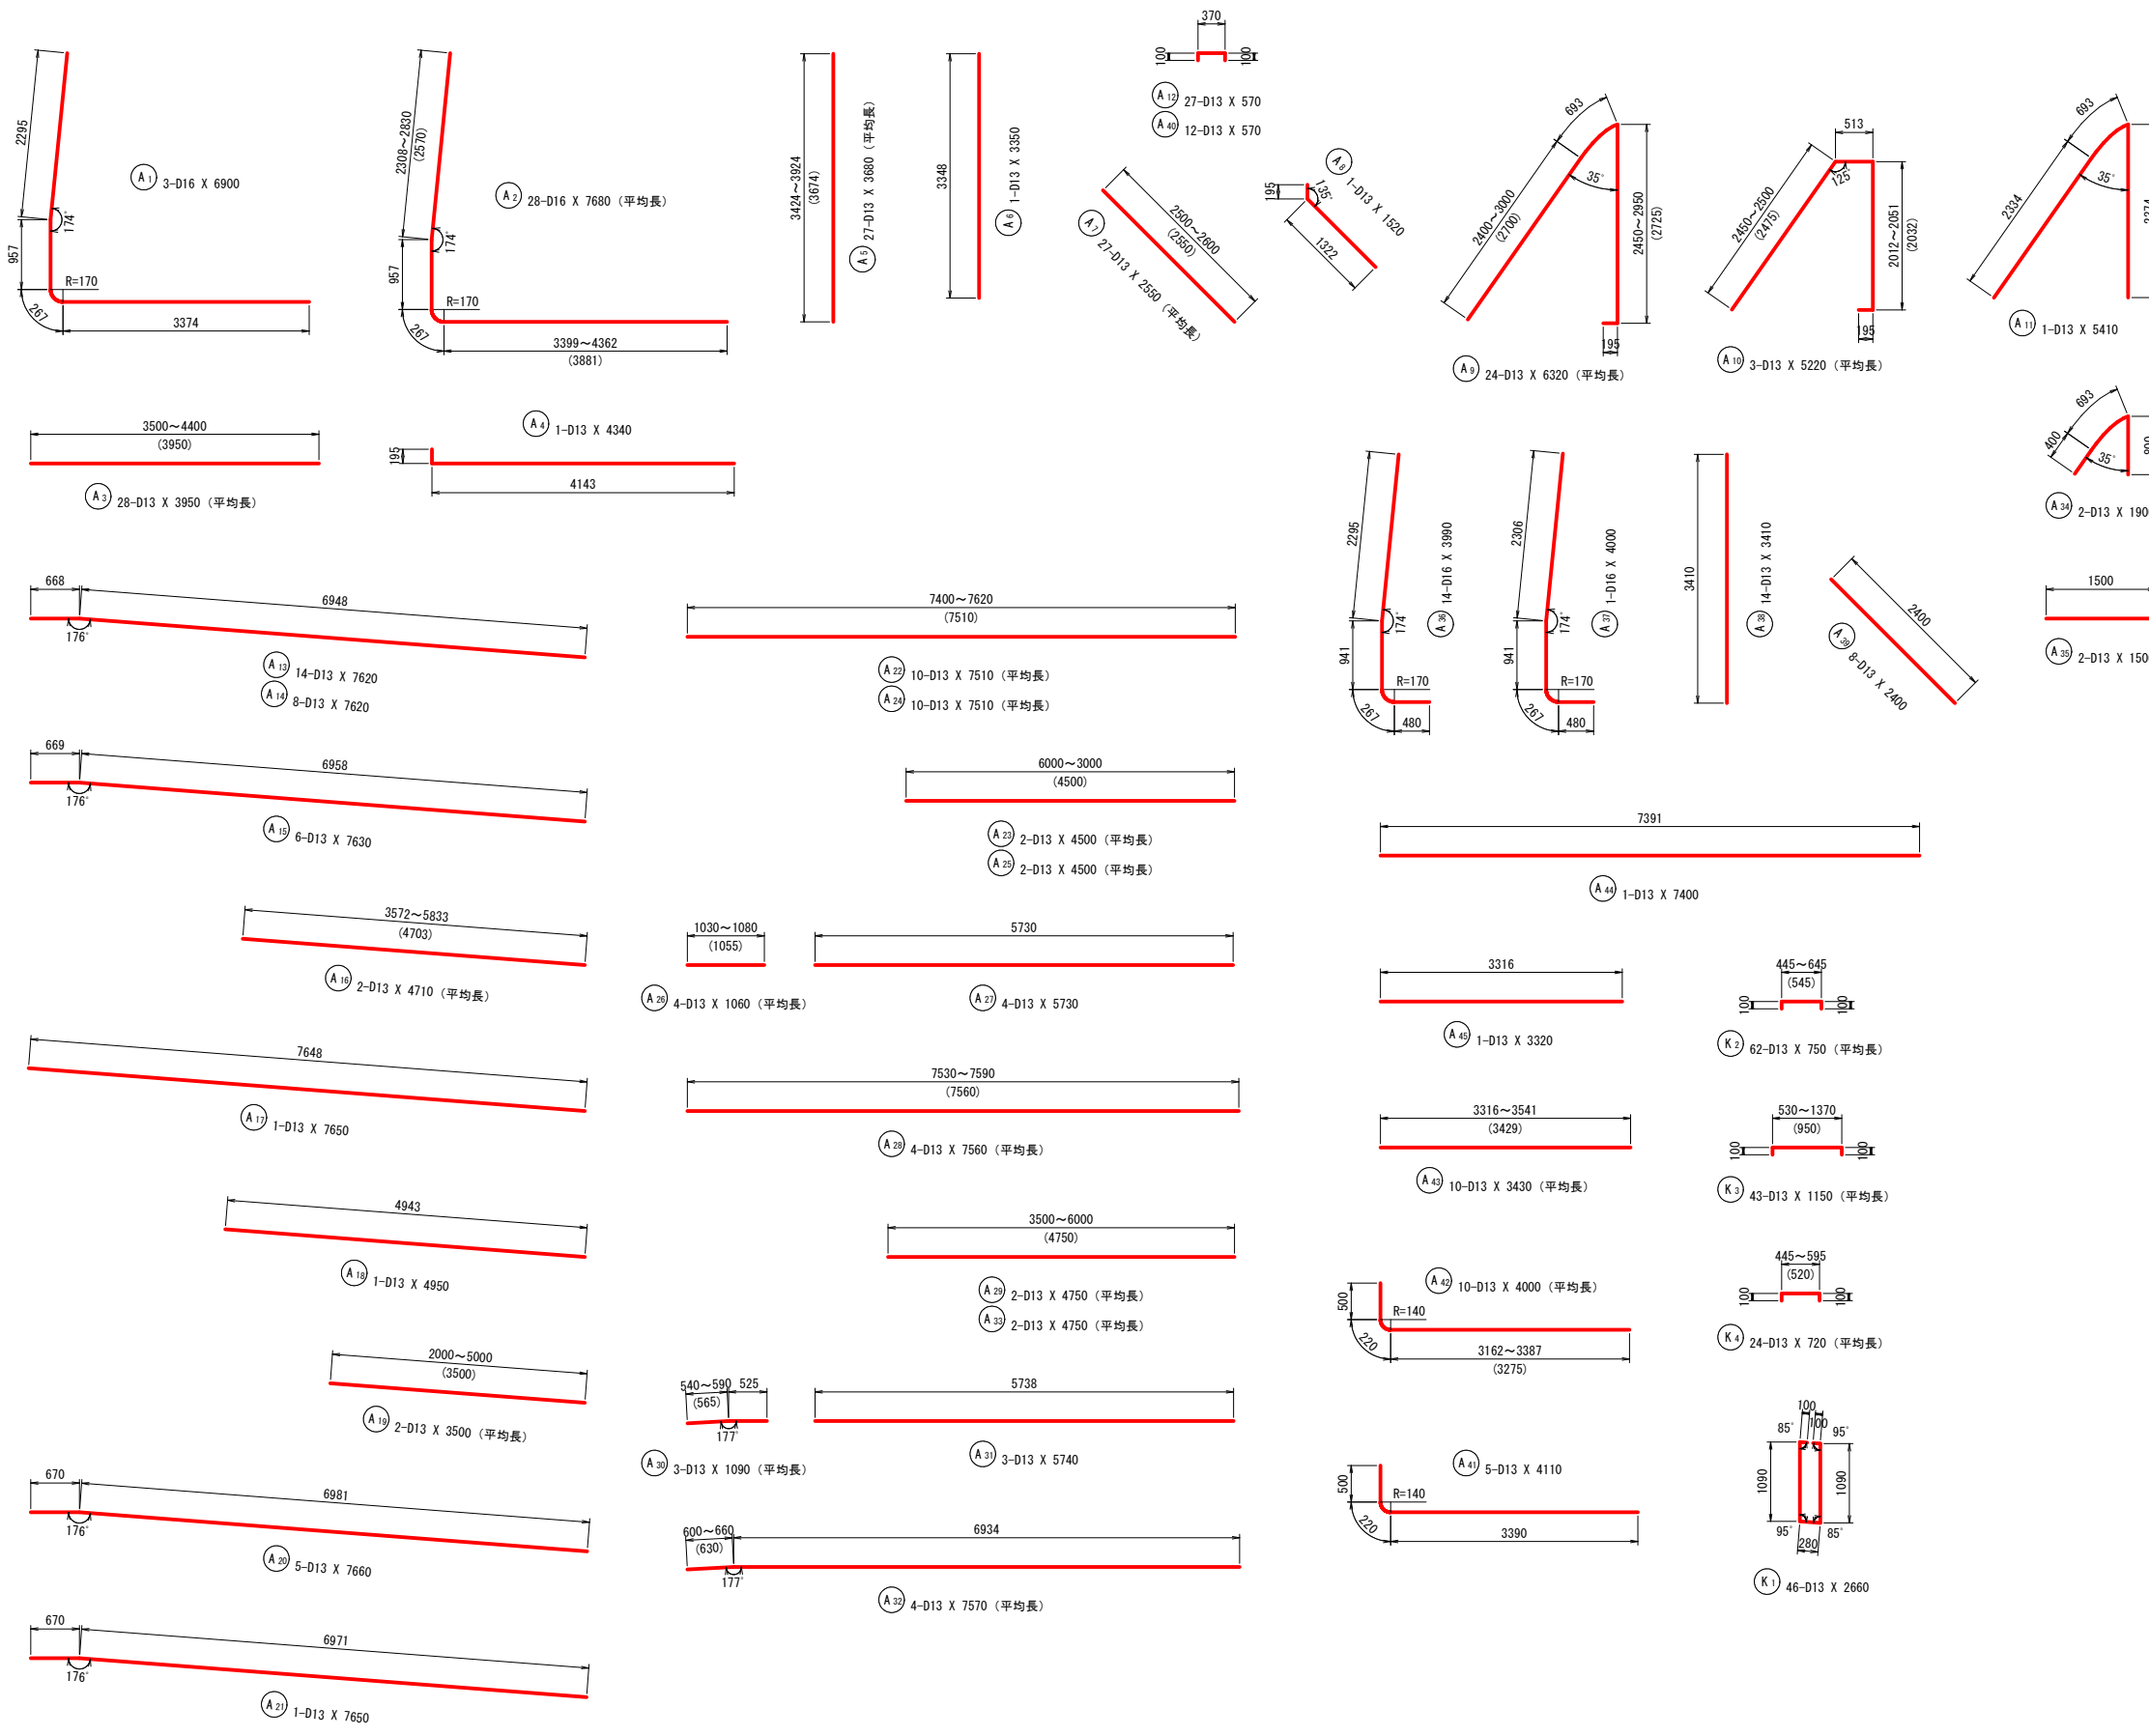 2295
957
267
R=170
174°
3374
A1 3-D16 X 6900
2308～2830
(2570)
957
267
R=170
174°
3399～4362
(3881)
A2 28-D16 X 7680 (平均長)
3424～3924
(3674)
A5 27-D13 X 3680 (平均長)
3348
A6 1-D13 X 3350
370
100
100
A12 27-D13 X 570
A40 12-D13 X 570
2500～2600
(2550)
A7 27-D13 X 2550 (平均長)
195
135°
1322
A8 1-D13 X 1520
693
2400～3000
(2700)
35°
2450～2950
(2725)
195
A9 24-D13 X 6320 (平均長)
513
125°
2450～2500
(2475)
2012～2051
(2032)
195
A10 3-D13 X 5220 (平均長)
693
2334
35°
A11 1-D13 X 5410
3500～4400
(3950)
A3 28-D13 X 3950 (平均長)
195
4143
A4 1-D13 X 4340
2295
941
267
R=170
174°
480
A36 14-D16 X 3990
2306
941
267
R=170
174°
480
A37 1-D16 X 4000
3410
A38 14-D13 X 3410
2400
A39 8-D13 X 2400
693
400
35°
A34 2-D13 X 190
1500
A35 2-D13 X 150
668
6948
176°
A13 14-D13 X 7620
A14 8-D13 X 7620
7400～7620
(7510)
A22 10-D13 X 7510 (平均長)
A24 10-D13 X 7510 (平均長)
669
6958
176°
A15 6-D13 X 7630
6000～3000
(4500)
A23 2-D13 X 4500 (平均長)
A25 2-D13 X 4500 (平均長)
7391
A44 1-D13 X 7400
3572～5833
(4703)
A16 2-D13 X 4710 (平均長)
1030～1080
(1055)
A26 4-D13 X 1060 (平均長)
5730
A27 4-D13 X 5730
3316
A45 1-D13 X 3320
445～645
(545)
100
100
K2 62-D13 X 750 (平均長)
7648
A17 1-D13 X 7650
7530～7590
(7560)
A28 4-D13 X 7560 (平均長)
3316～3541
(3429)
A43 10-D13 X 3430 (平均長)
530～1370
(950)
100
100
K3 43-D13 X 1150 (平均長)
4943
A18 1-D13 X 4950
3500～6000
(4750)
A29 2-D13 X 4750 (平均長)
A33 2-D13 X 4750 (平均長)
500
220
R=140
3162～3387
(3275)
A42 10-D13 X 4000 (平均長)
445～595
(520)
100
100
K4 24-D13 X 720 (平均長)
2000～5000
(3500)
A19 2-D13 X 3500 (平均長)
540～590
(565)
525
177°
A30 3-D13 X 1090 (平均長)
5738
A31 3-D13 X 5740
500
220
R=140
3390
A41 5-D13 X 4110
100
100
85°
95°
1090
1090
95°
85°
280
K1 46-D13 X 2660
670
6981
176°
A20 5-D13 X 7660
600～660
(630)
6934
177°
A32 4-D13 X 7570 (平均長)
670
6971
176°
A21 1-D13 X 7650